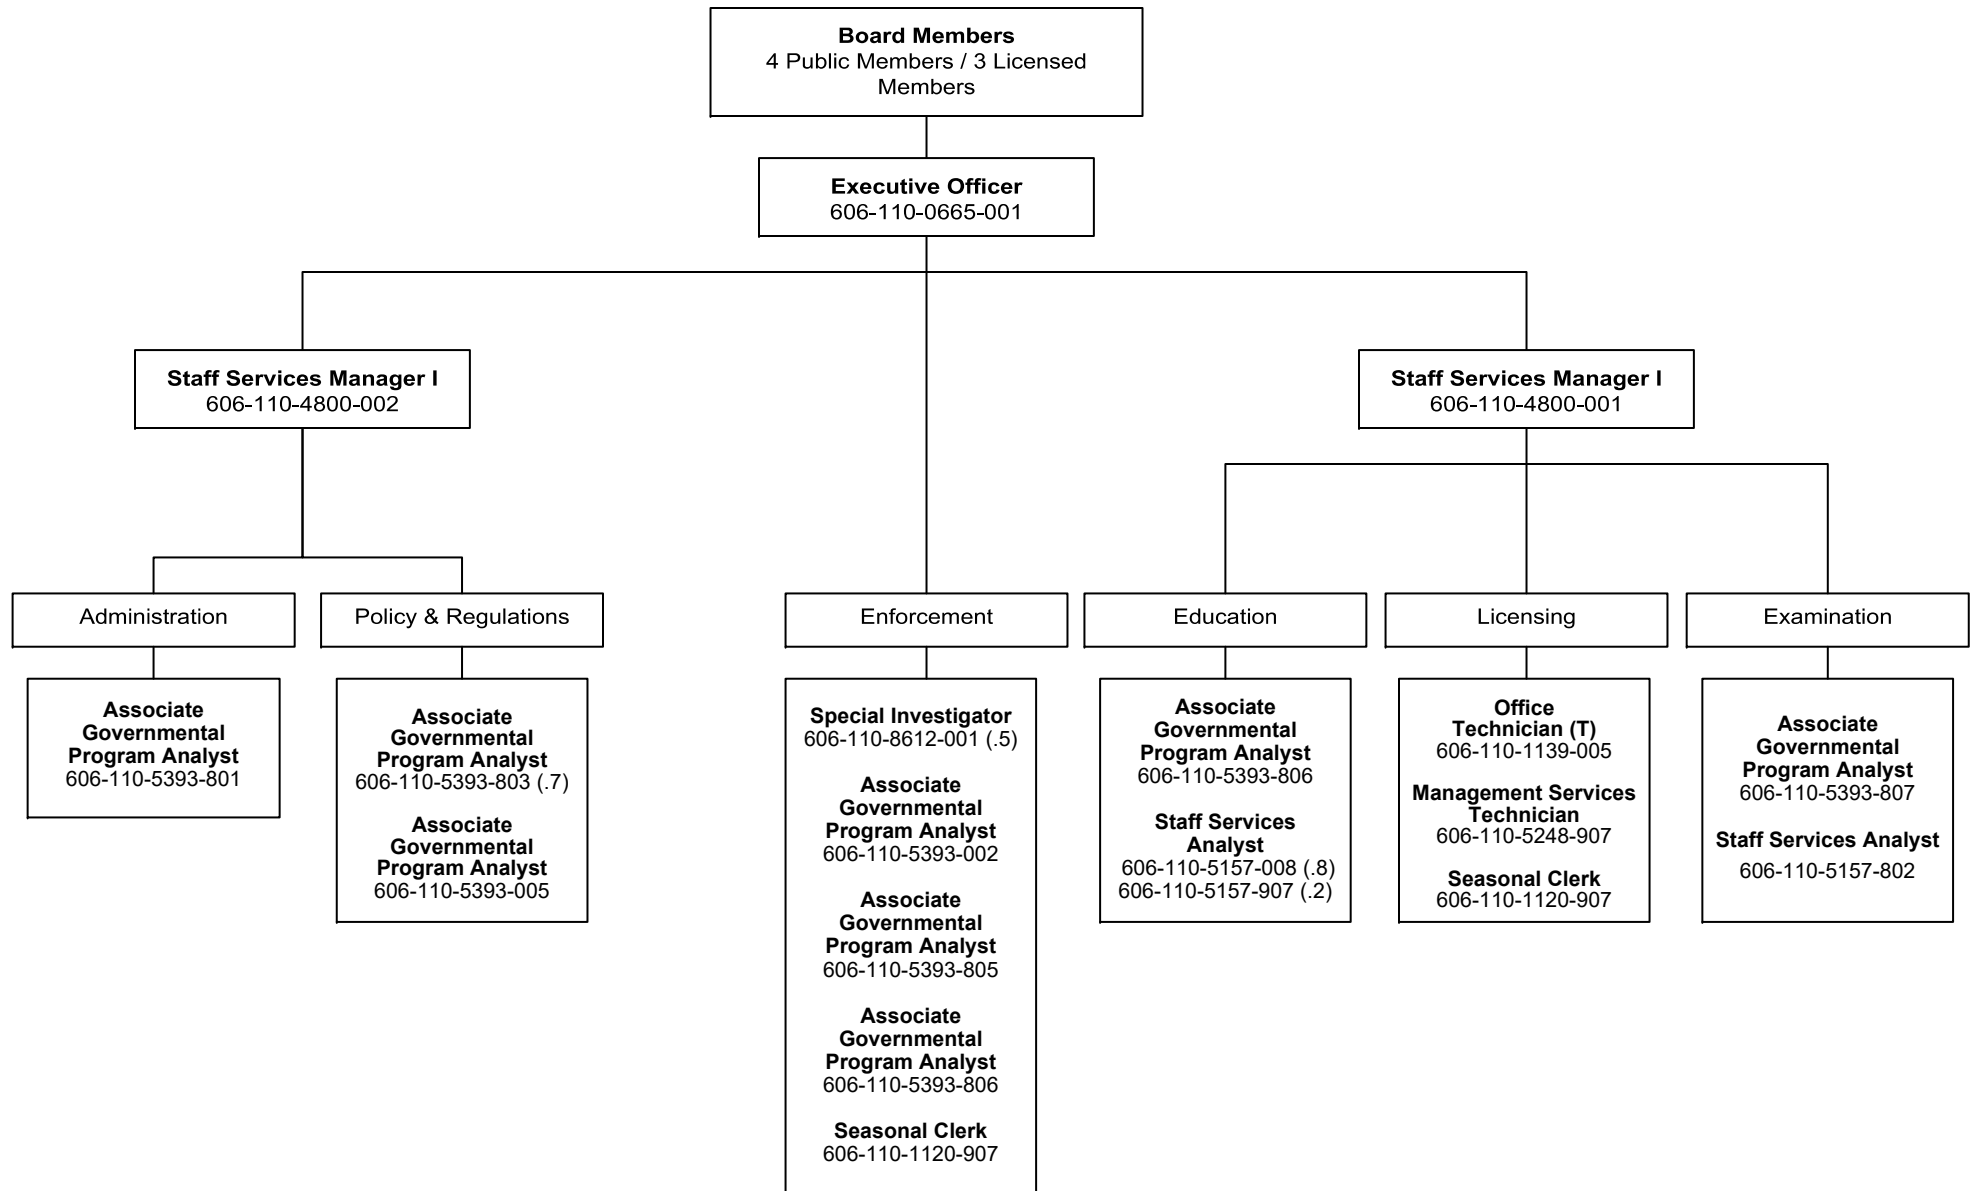 Board Members
4 Public Members / 3 Licensed
Members
Executive Officer
606-110-0665-001
Staff Services Manager I
606-110-4800-002
Staff Services Manager I
606-110-4800-001
Administration
Policy & Regulations
Enforcement
Education
Licensing
Examination
Associate
Governmental
Program Analyst
606-110-5393-801
Associate
Governmental
Program Analyst
606-110-5393-803 (.7)
Associate
Governmental
Program Analyst
606-110-5393-005
Special Investigator
606-110-8612-001 (.5)
Associate
Governmental
Program Analyst
606-110-5393-002
Associate
Governmental
Program Analyst
606-110-5393-805
Associate
Governmental
Program Analyst
606-110-5393-806
Seasonal Clerk
606-110-1120-907
Associate
Governmental
Program Analyst
606-110-5393-806
Staff Services
Analyst
606-110-5157-008 (.8)
606-110-5157-907 (.2)
Office
Technician (T)
606-110-1139-005
Management Services
Technician
606-110-5248-907
Seasonal Clerk
606-110-1120-907
Associate
Governmental
Program Analyst
606-110-5393-807
Staff Services Analyst
606-110-5157-802